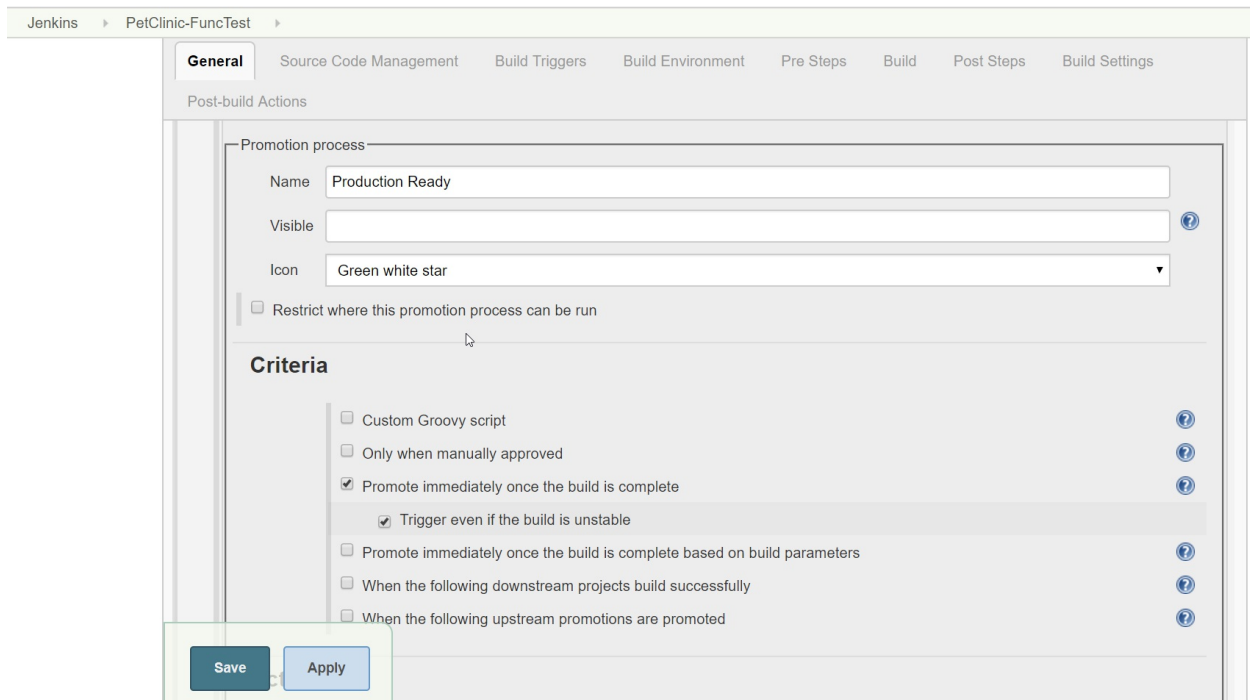 Jenkins PetClinic-FuncTest
General Source Code Management Build Triggers Build Environment Pre Steps Build Post Steps Build Settings
Post-build Actions
Promotion process
Name Production Ready
Visible
Icon Green white star
Restrict where this promotion process can be run
Criteria
Custom Groovy script
Only when manually approved
Promote immediately once the build is complete
Trigger even if the build is unstable
Promote immediately once the build is complete based on build parameters
When the following downstream projects build successfully
When the following upstream promotions are promoted
Save Apply